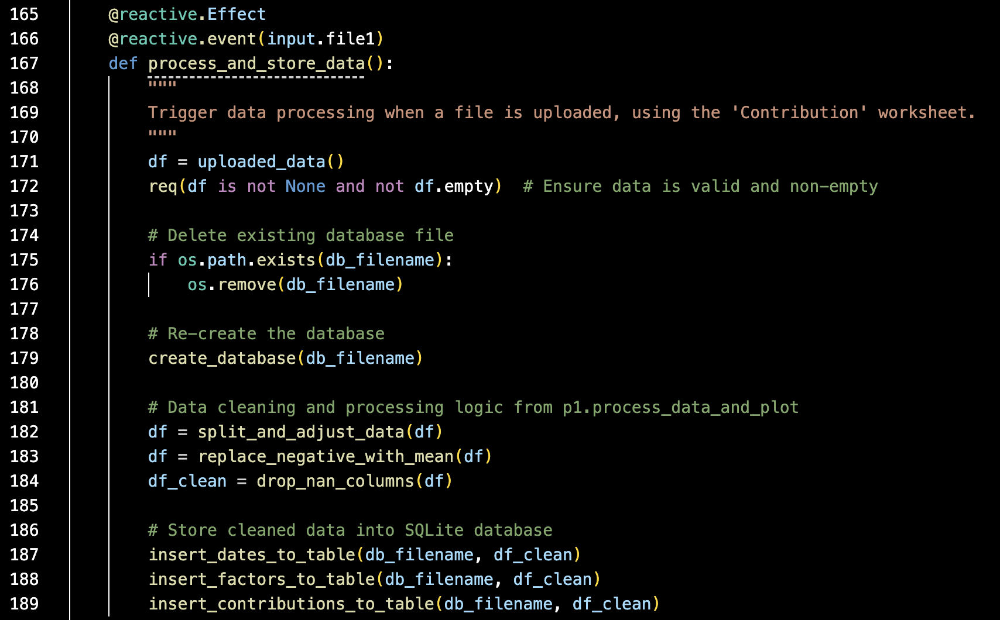 165 @reactive.Effect
166 @reactive.event(input.file1)
167 def process_and_store_data():
168 """
169 Trigger data processing when a file is uploaded, using the 'Contribution' worksheet.
170 """
171 df = uploaded_data()
172 req(df is not None and not df.empty)  # Ensure data is valid and non-empty
173
174 # Delete existing database file
175 if os.path.exists(db_filename):
176 os.remove(db_filename)
177
178 # Re-create the database
179 create_database(db_filename)
180
181 # Data cleaning and processing logic from p1.process_data_and_plot
182 df = split_and_adjust_data(df)
183 df = replace_negative_with_mean(df)
184 df_clean = drop_nan_columns(df)
185
186 # Store cleaned data into SQLite database
187 insert_dates_to_table(db_filename, df_clean)
188 insert_factors_to_table(db_filename, df_clean)
189 insert_contributions_to_table(db_filename, df_clean)